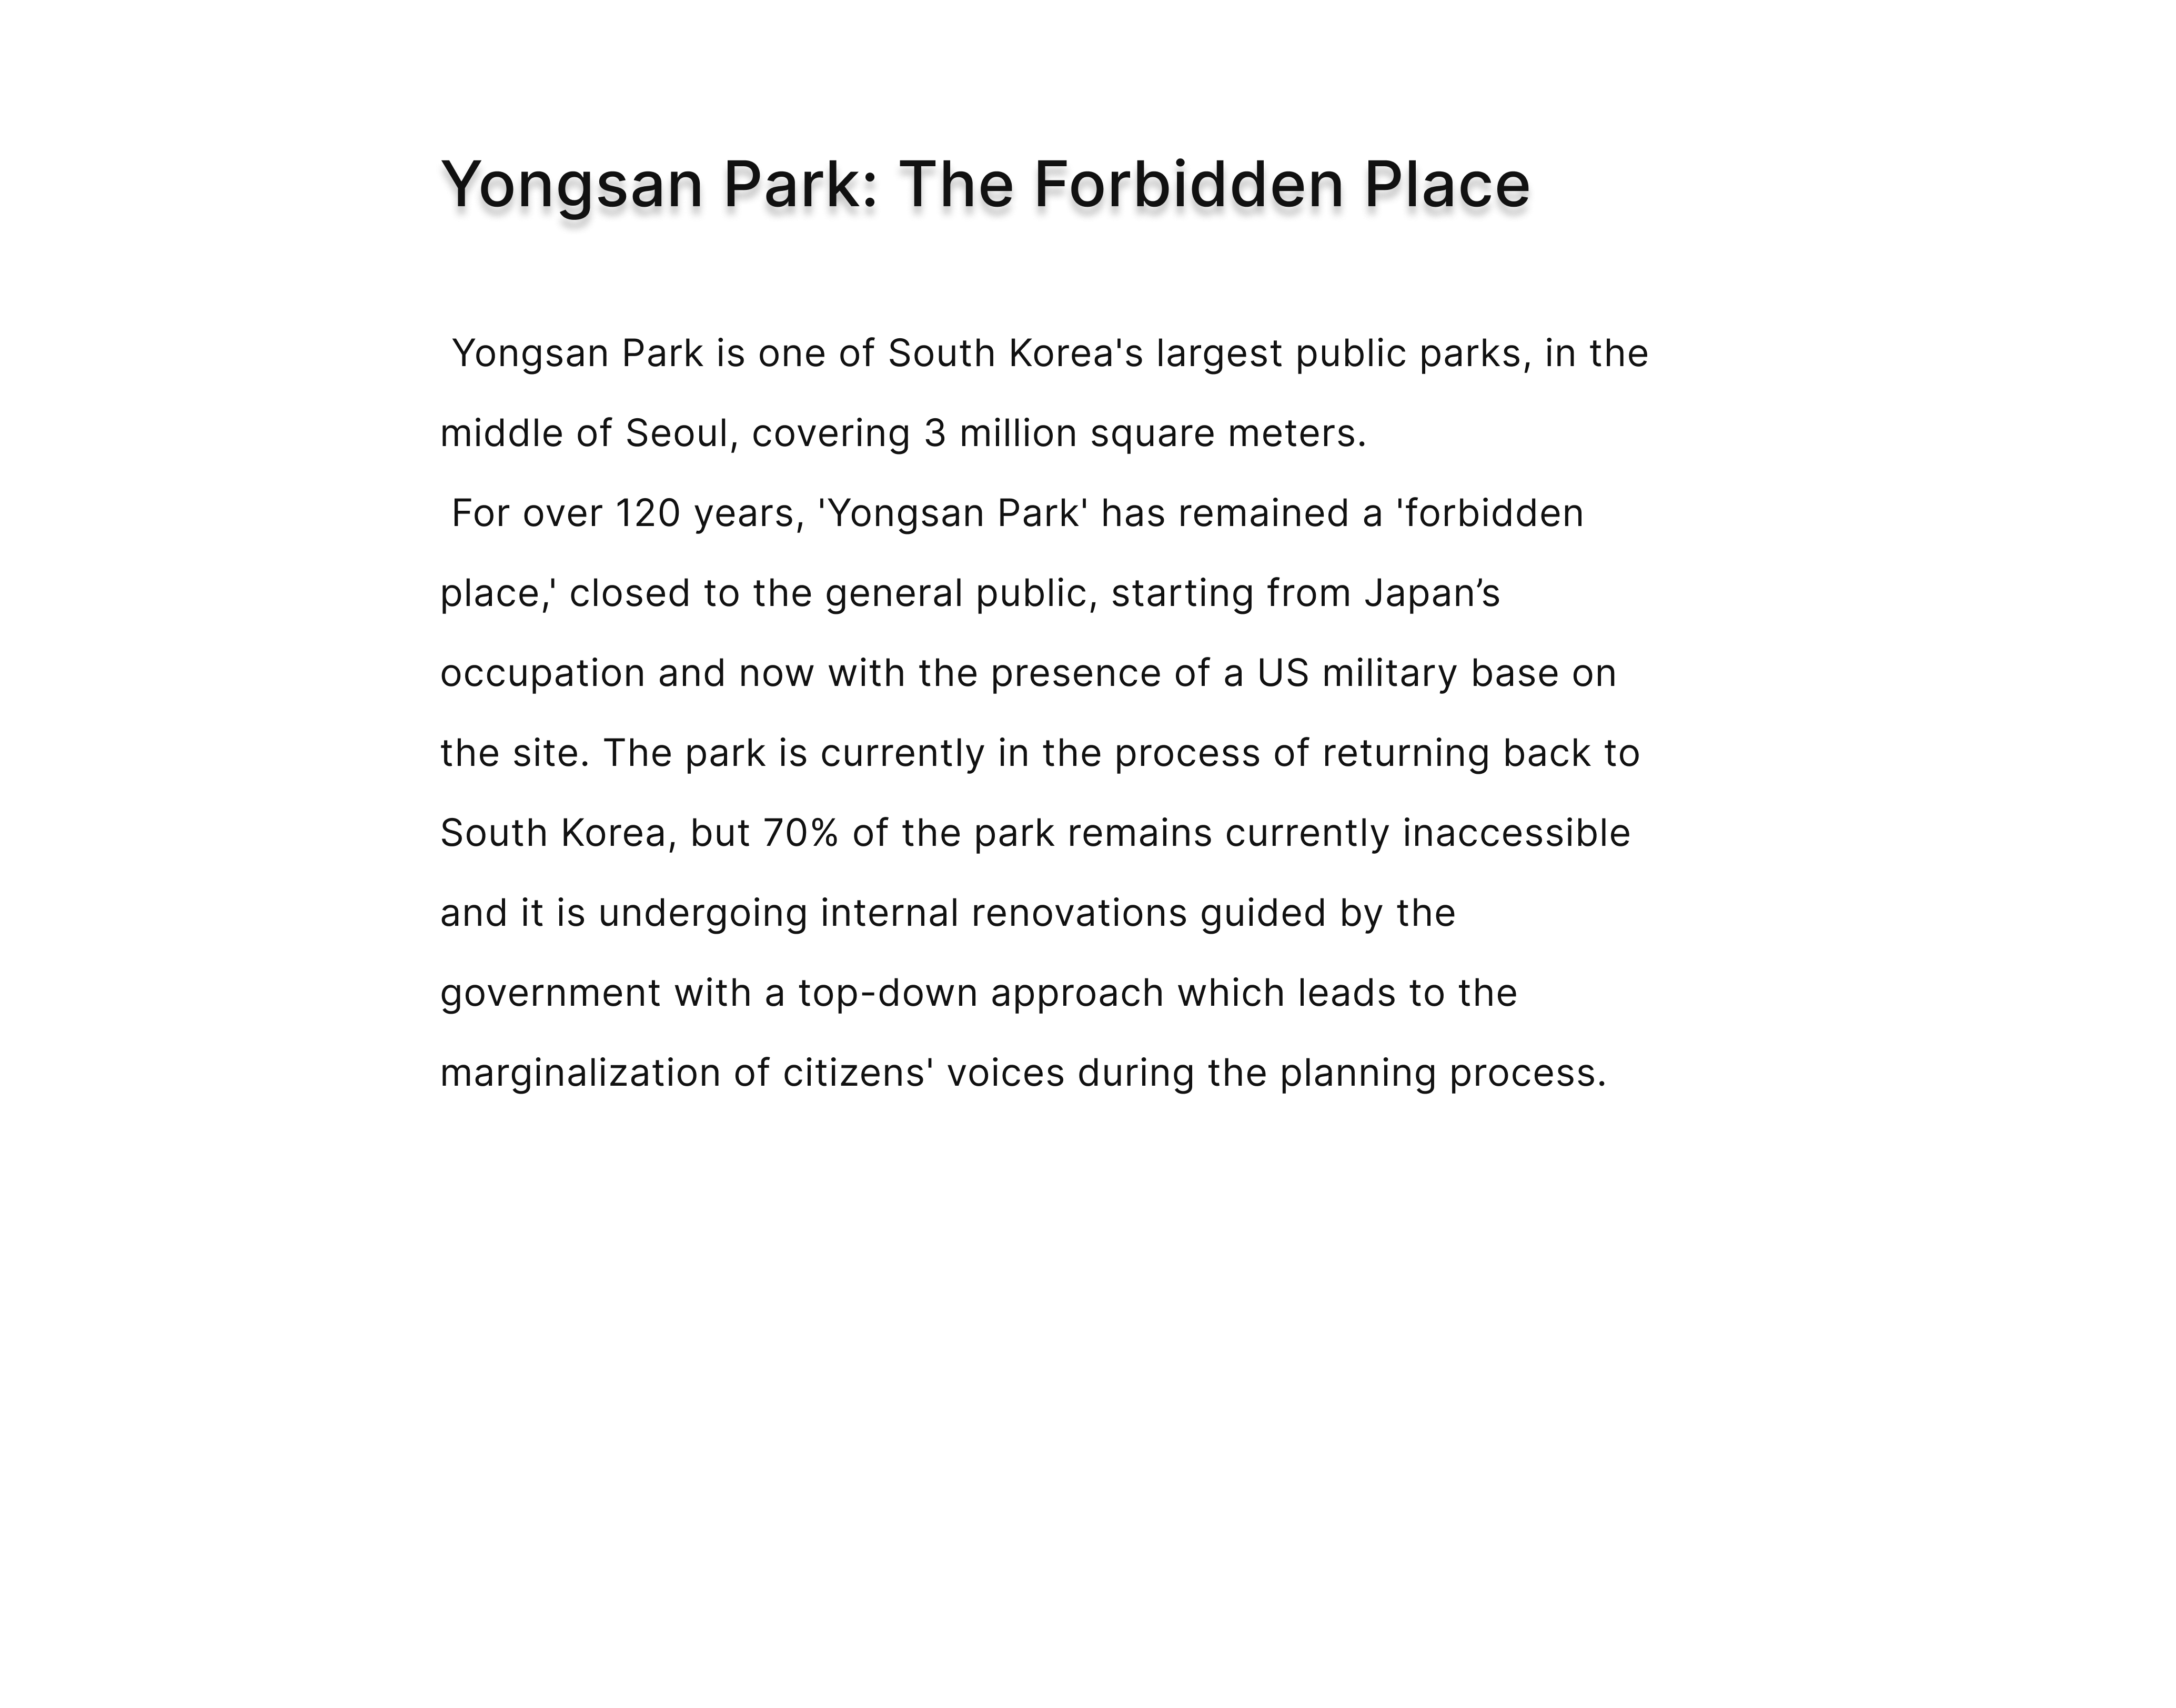 Yongsan Park: The Forbidden Place
Yongsan Park is one of South Korea's largest public parks, in the
middle of Seoul, covering 3 million square meters.
For over 120 years, 'Yongsan Park' has remained a 'forbidden
place,' closed to the general public, starting from Japan’s
occupation and now with the presence of a US military base on
the site. The park is currently in the process of returning back to
South Korea, but 70% of the park remains currently inaccessible
and it is undergoing internal renovations guided by the
government with a top-down approach which leads to the
marginalization of citizens' voices during the planning process.